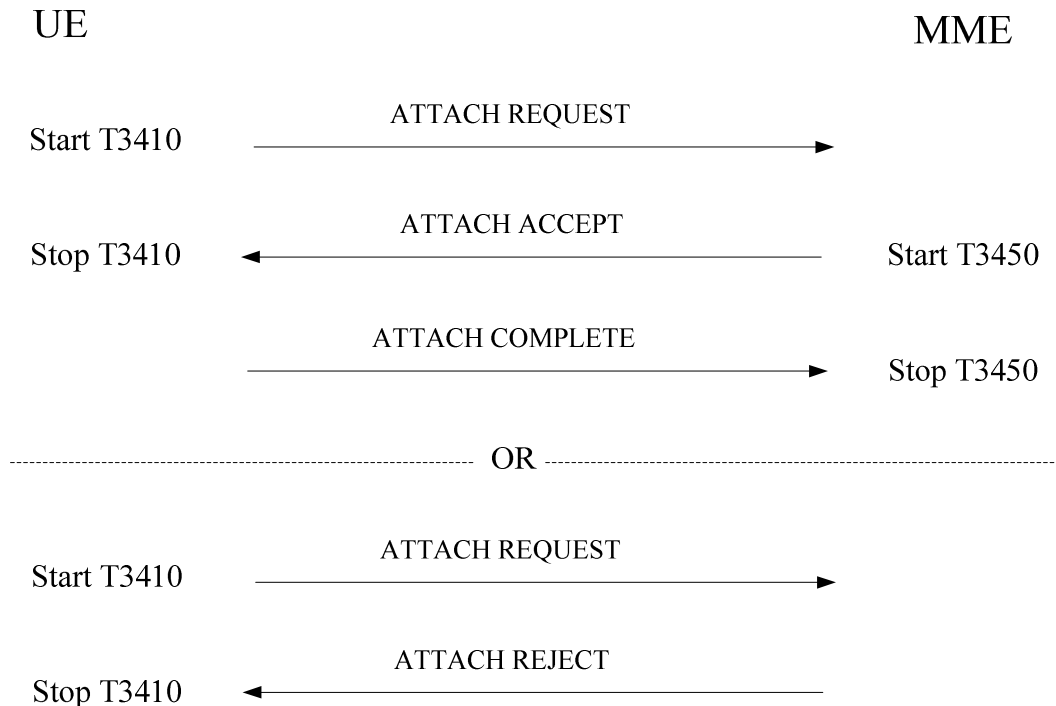 UE MME
ATTACH REQUEST
Start T3410
ATTACH ACCEPT
Stop T3410 Start T3450
ATTACH COMPLETE
Stop T3450
OR
ATTACH REQUEST
Start T3410
ATTACH REJECT
Stop T3410